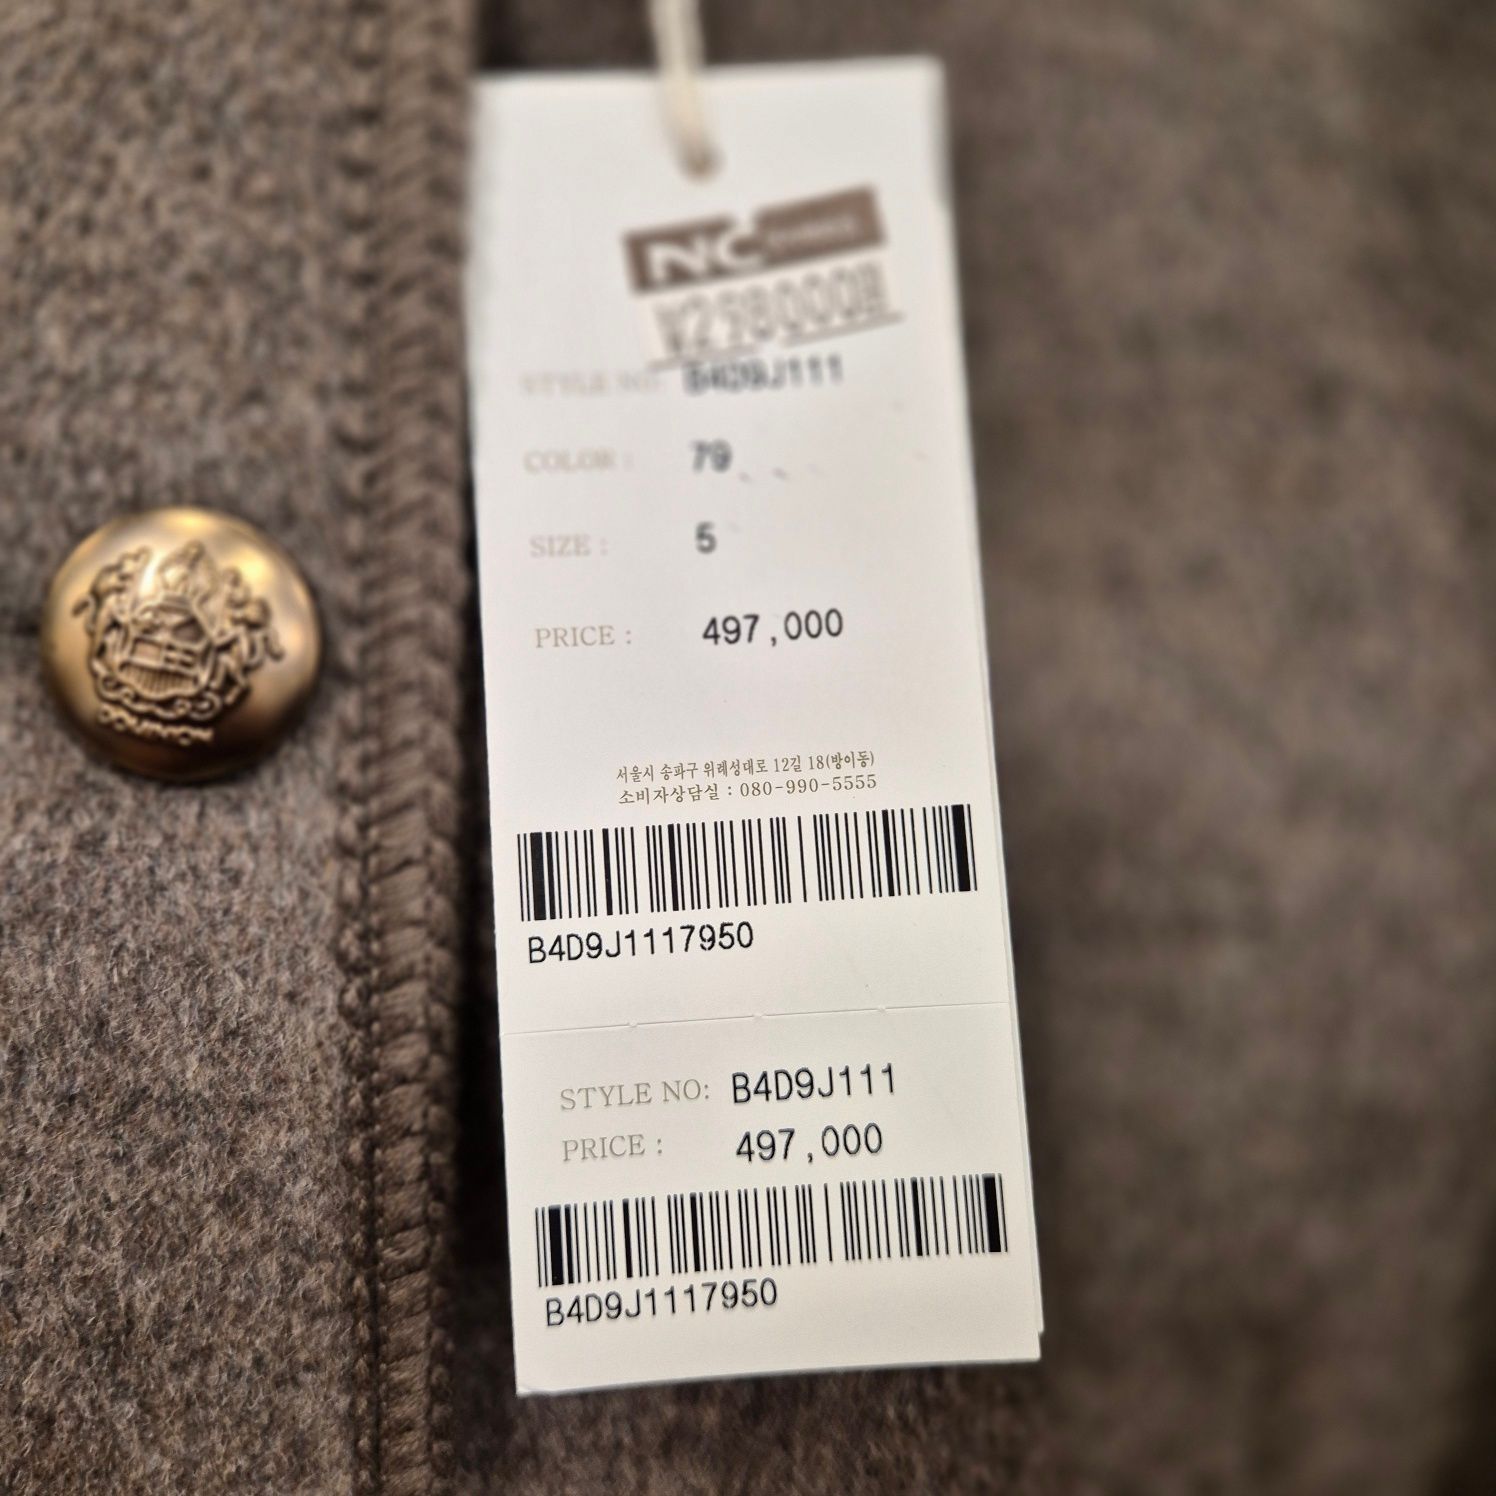 NC
₩298000
STYLE NO: B4D9J111
COLOR : 79
SIZE : 5
PRICE : 497,000
서울시 송파구 위례성대로 12길 18(방이동)
소비자상담실 : 080-990-5555
B4D9J1117950
STYLE NO: B4D9J111
PRICE : 497,000
B4D9J1117950